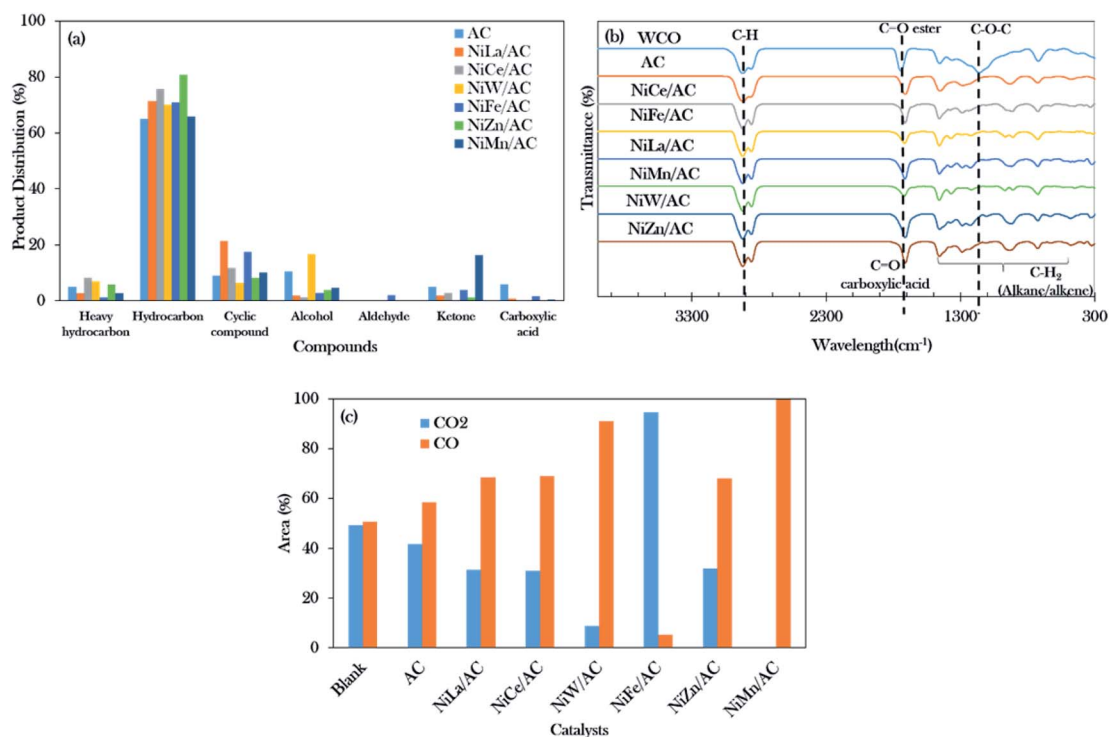 (a)
100
80
60
40
20
0
Product Distribution (%)
AC
NiLa/AC
NiCe/AC
NiW/AC
NiFe/AC
NiZn/AC
NiMn/AC
Heavy hydrocarbon
Hydrocarbon
Cyclic compound
Alcohol
Aldehyde
Ketone
Carboxylic acid
Compounds
(b)
WCO
AC
NiCe/AC
NiFe/AC
NiLa/AC
NiMn/AC
NiW/AC
NiZn/AC
C-H
C=O ester
C-O-C
C=O
carboxylic acid
C-H₂
(Alkane/alkene)
Transmittance (%)
3300
2300
1300
300
Wavelength(cm⁻¹)
(c)
CO2
CO
100
80
60
40
20
0
Area (%)
Blank
AC
NiLa/AC
NiCe/AC
NiW/AC
NiFe/AC
NiZn/AC
NiMn/AC
Catalysts